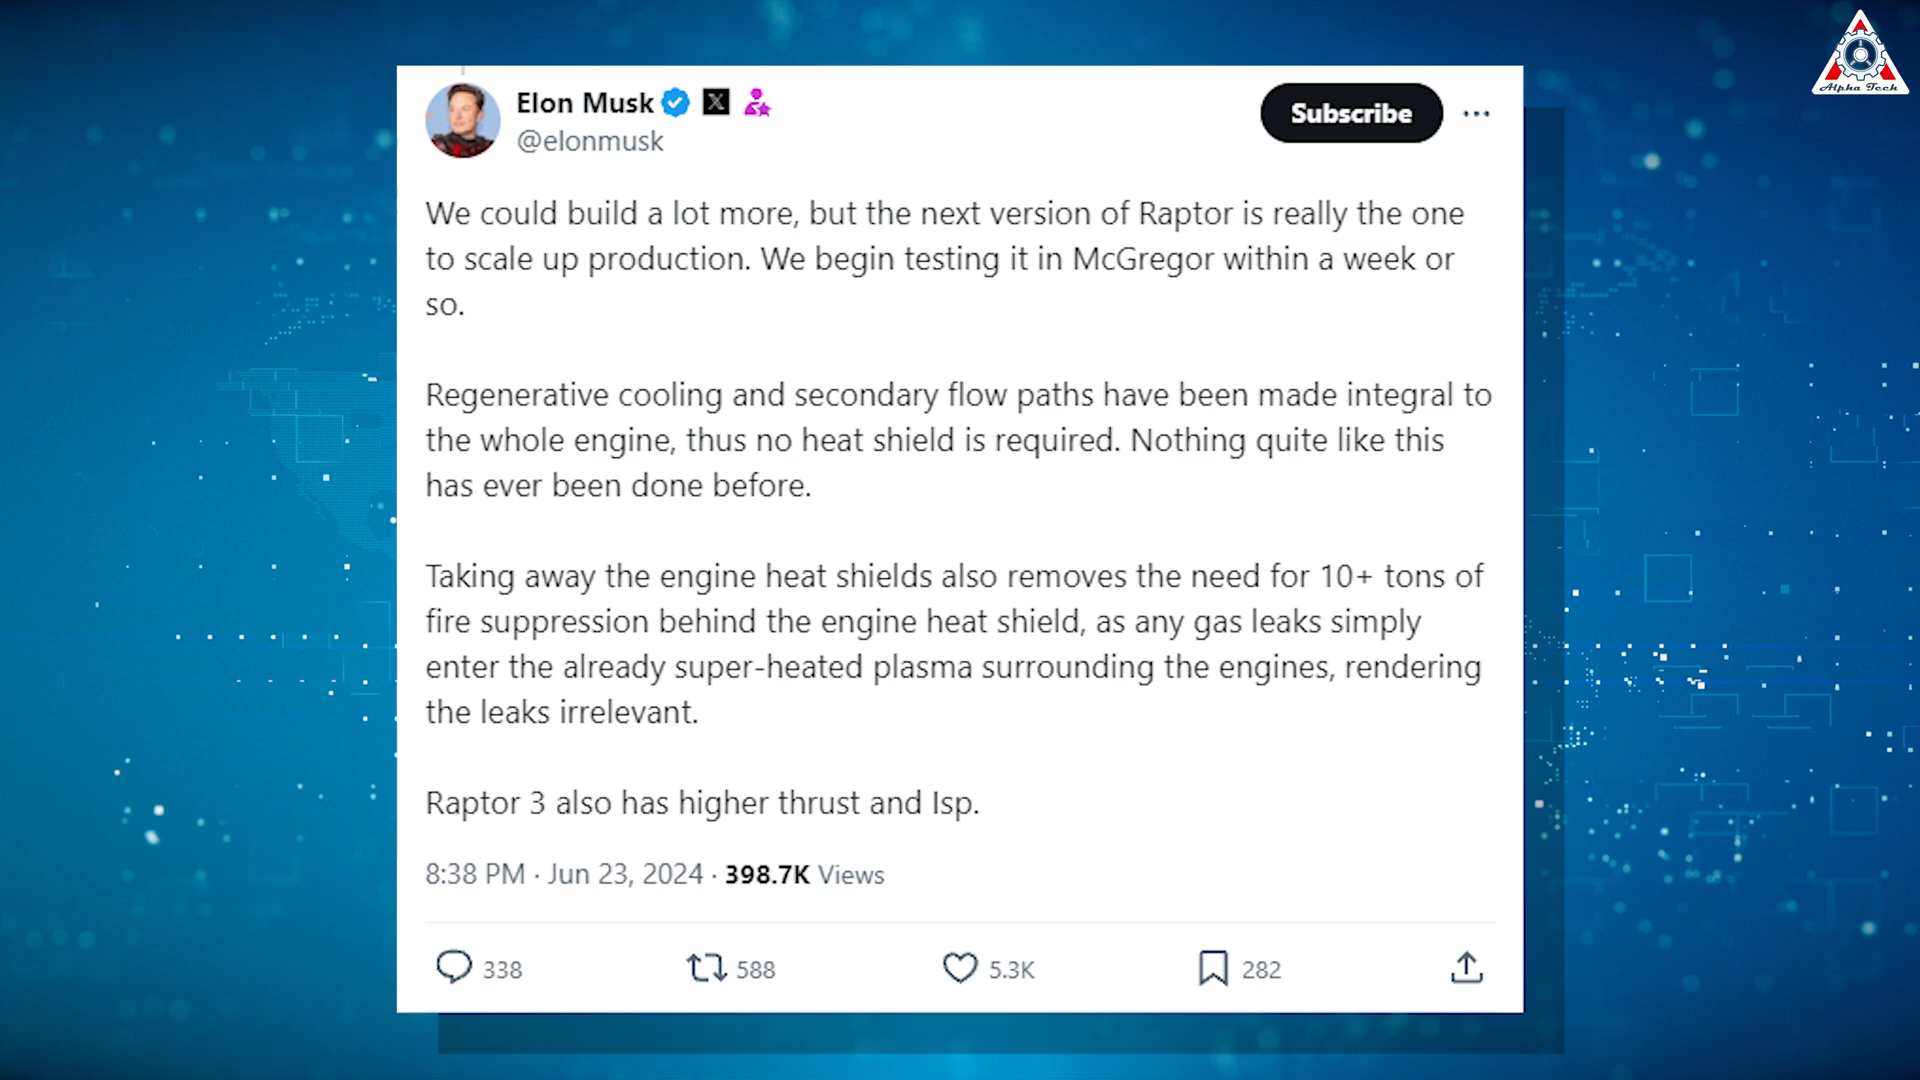 Alpha Tech
Elon Musk
@elonmusk
Subscribe
We could build a lot more, but the next version of Raptor is really the one
to scale up production. We begin testing it in McGregor within a week or
so.
Regenerative cooling and secondary flow paths have been made integral to
the whole engine, thus no heat shield is required. Nothing quite like this
has ever been done before.
Taking away the engine heat shields also removes the need for 10+ tons of
fire suppression behind the engine heat shield, as any gas leaks simply
enter the already super-heated plasma surrounding the engines, rendering
the leaks irrelevant.
Raptor 3 also has higher thrust and Isp.
8:38 PM · Jun 23, 2024 · 398.7K Views
338 588 5.3K 282